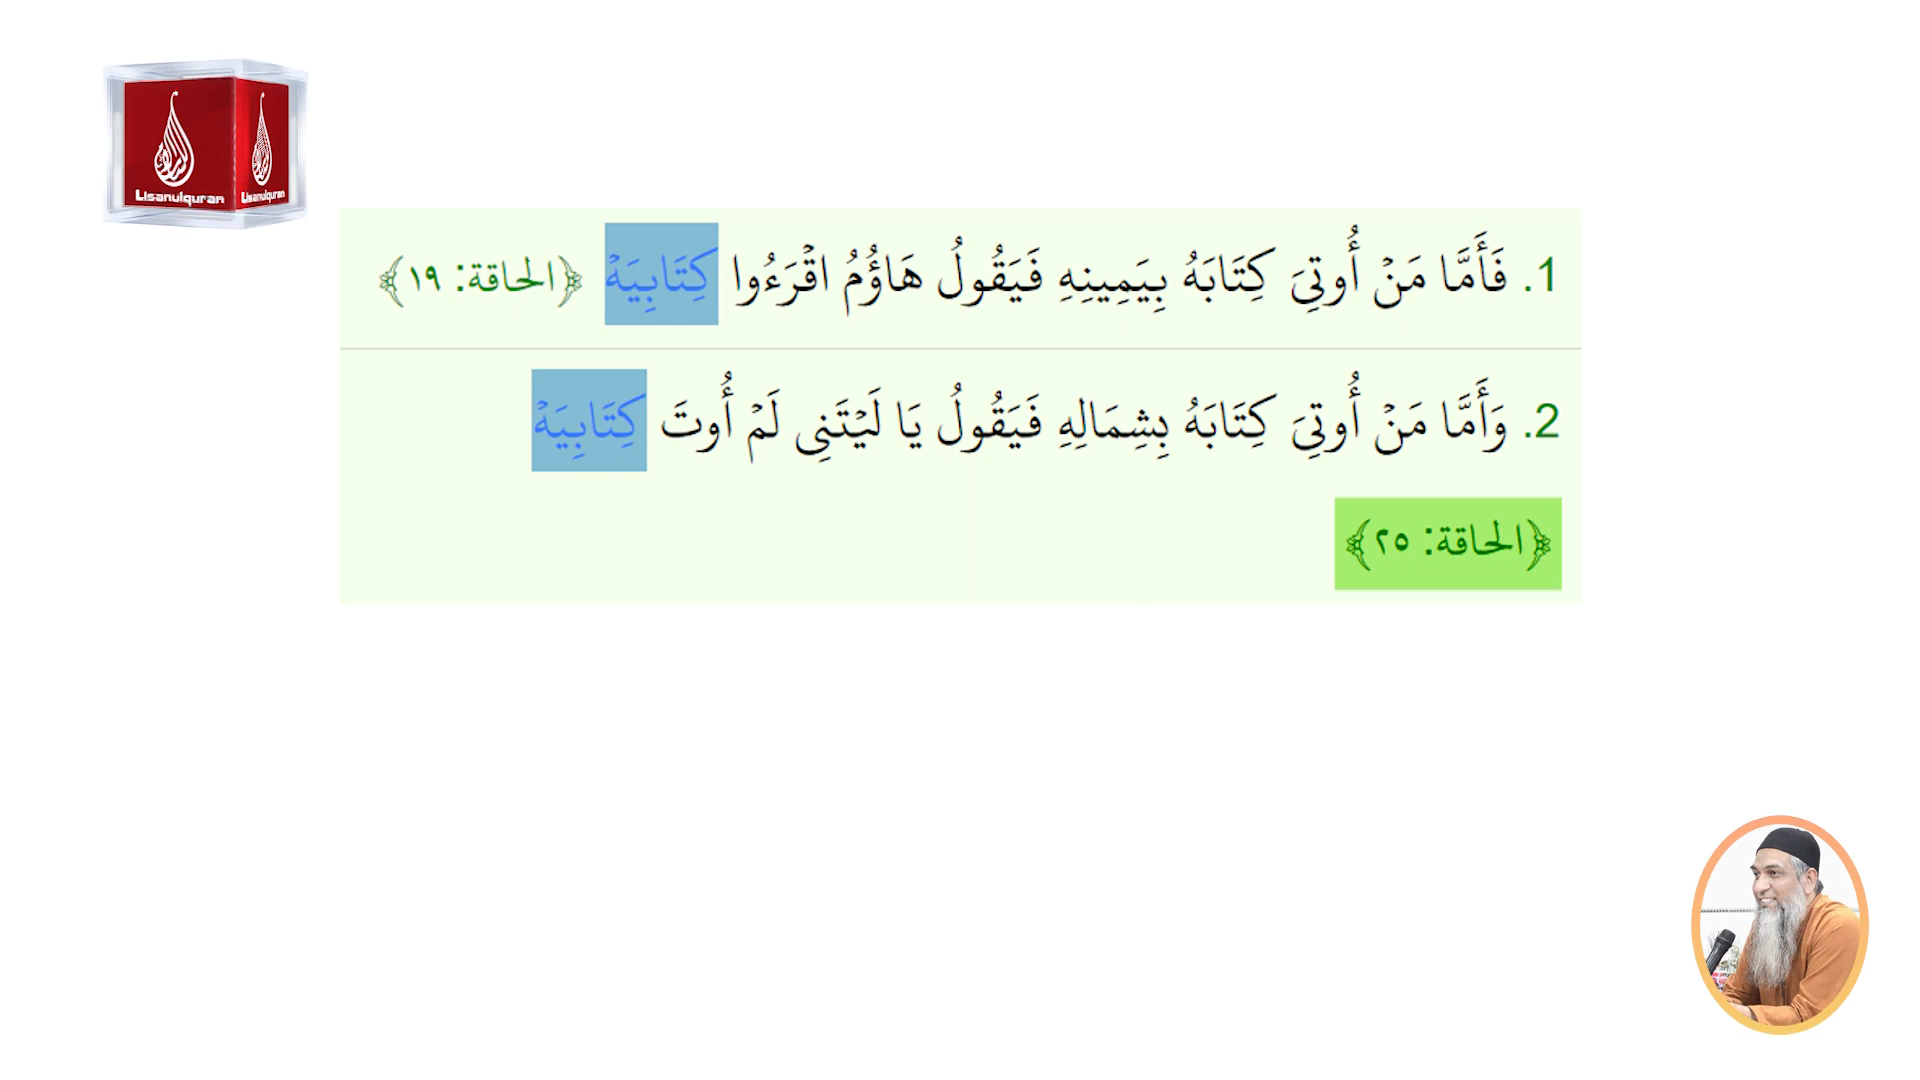 Lisanulquran Lisanulquran
1. فَأَمَّا مَنْ أُوتِيَ كِتَابَهُ بِيَمِينِهِ فَيَقُولُ هَاؤُمُ اقْرَءُوا كِتَابِيَهْ ﴿الحاقة: ١٩﴾
2. وَأَمَّا مَنْ أُوتِيَ كِتَابَهُ بِشِمَالِهِ فَيَقُولُ يَا لَيْتَنِي لَمْ أُوتَ كِتَابِيَهْ
﴿الحاقة: ٢٥﴾